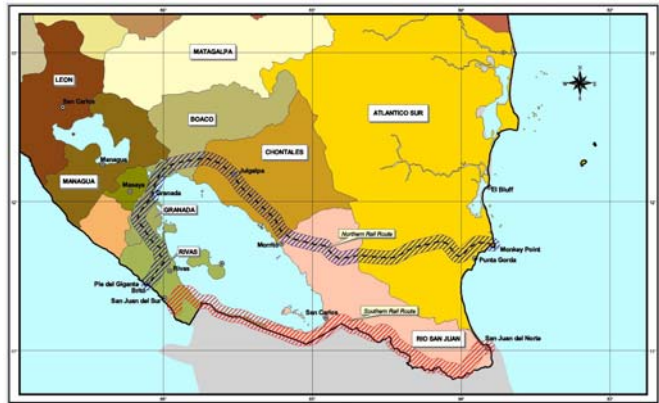 MATAGALPA
LEON
San Carlos
BOACO
ATLANTICO SUR
CHONTALES
Managua
MANAGUA
Masaya
Granada
Juigalpa
El Bluff
GRANADA
Northern Rail Route
Morrito
Monkey Point
RIVAS
Punta Gorda
Rivas
Pie del Gigante
Brito
San Juan del Sur
San Carlos
Southern Rail Route
RIO SAN JUAN
San Juan del Norte